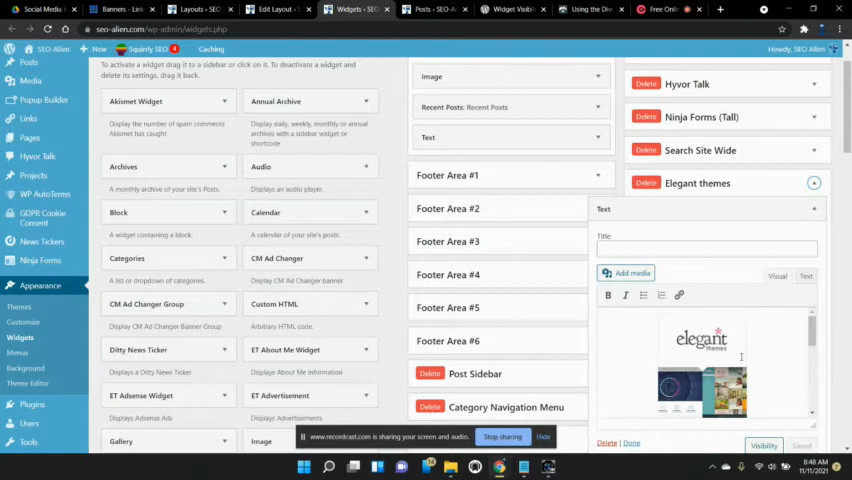 Social Media
Banners - Link
Layouts ‹ SEO
Edit Layout ‹ S
Widgets ‹ SEO
Posts ‹ SEO-Al
Widget Visibili
Using the Div
Free Onlin
seo-alien.com/wp-admin/widgets.php
SEO-Alien
+ New
Squirrly SEO 4
Caching
Howdy, SEO Alien
Posts
Media
Popup Builder
Links
Pages
Hyvor Talk
Projects
WP AutoTerms
GDPR Cookie
Consent
News Tickers
Ninja Forms
Appearance
Themes
Customize
Widgets
Menus
Background
Theme Editor
Plugins
Users
Tools
To activate a widget drag it to a sidebar or click on it. To deactivate a widget and
delete its settings, drag it back.
Akismet Widget
Display the number of spam comments
Akismet has caught
Annual Archive
Display daily, weekly, monthly or annual
archives with a sidebar widget or
shortcode
Archives
A monthly archive of your site's Posts.
Audio
Displays an audio player.
Block
A widget containing a block.
Calendar
A calendar of your site's posts.
Categories
A list or dropdown of categories.
CM Ad Changer
Display CM Ad Changer banner
CM Ad Changer Group
Display CM Ad Changer Banner Group
Custom HTML
Arbitrary HTML code.
Ditty News Ticker
Displays a Ditty News Ticker.
ET About Me Widget
Displays About Me Information
ET Adsense Widget
Displays Adsense Ads
ET Advertisement
Displays Advertisements
Gallery
Image
Image
Recent Posts: Recent Posts
Text
Footer Area #1
Footer Area #2
Footer Area #3
Footer Area #4
Footer Area #5
Footer Area #6
Delete Post Sidebar
Delete Category Navigation Menu
Delete Hyvor Talk
Delete Ninja Forms (Tall)
Delete Search Site Wide
Delete Elegant themes
Text
Title:
Add media
Visual
Text
B I
elegant
themes
Delete | Done
Visibility
Saved
www.recordcast.com is sharing your screen and audio.
Stop sharing
Hide
8:48 AM
11/11/2021